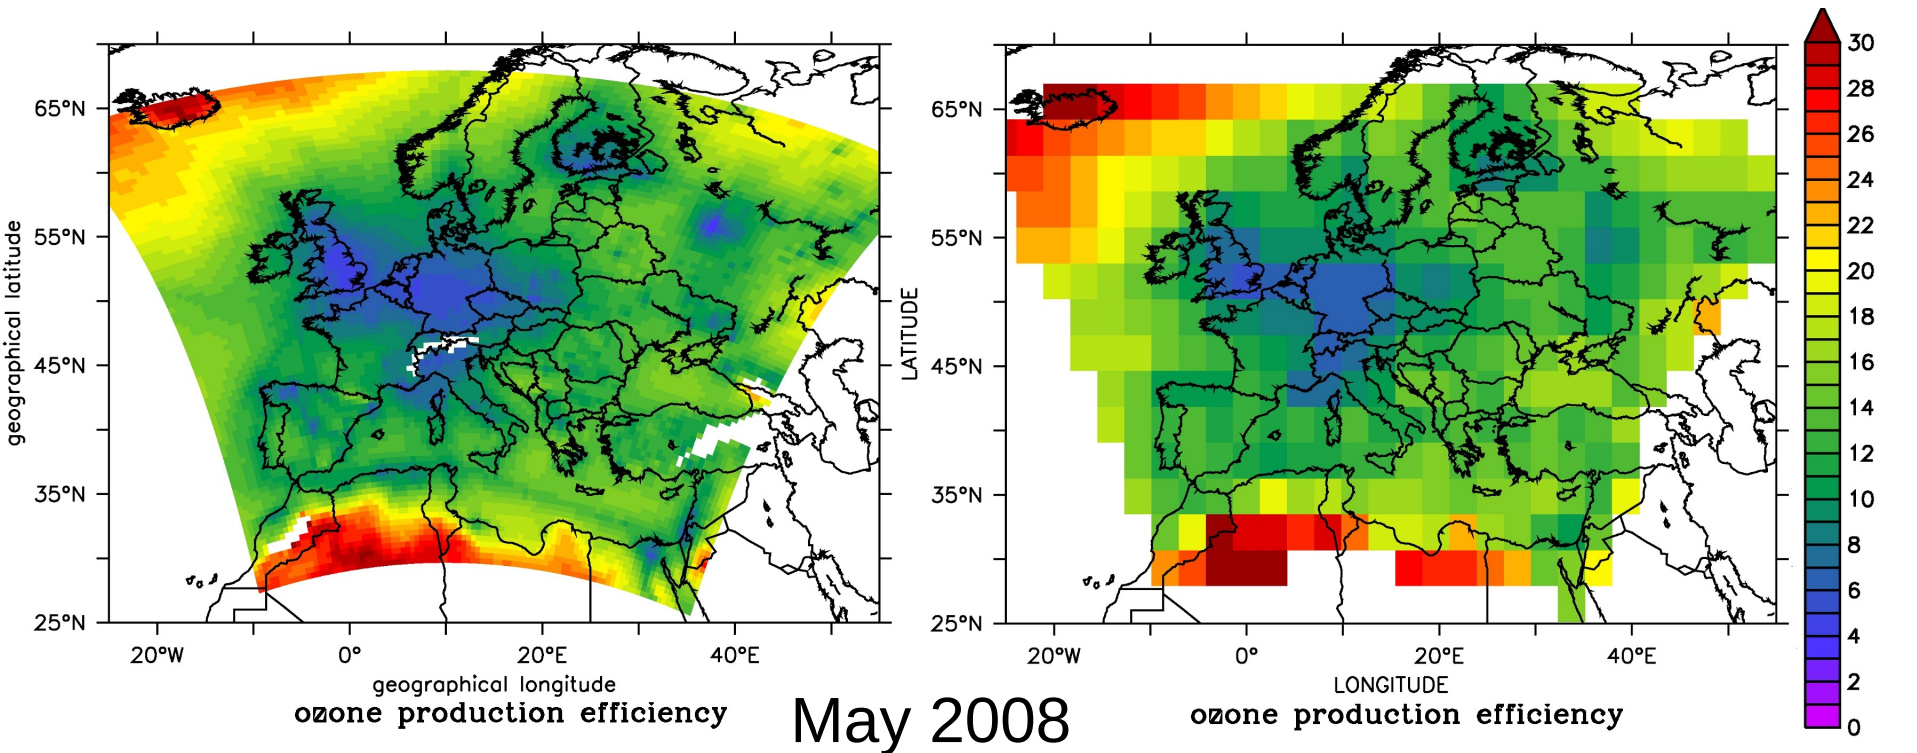 65°N
55°N
45°N
35°N
25°N
geographical latitude
20°W 0° 20°E 40°E
geographical longitude
ozone production efficiency
65°N
55°N
45°N
35°N
25°N
LATITUDE
20°W 0° 20°E 40°E
LONGITUDE
ozone production efficiency
30
28
26
24
22
20
18
16
14
12
10
8
6
4
2
0
May 2008